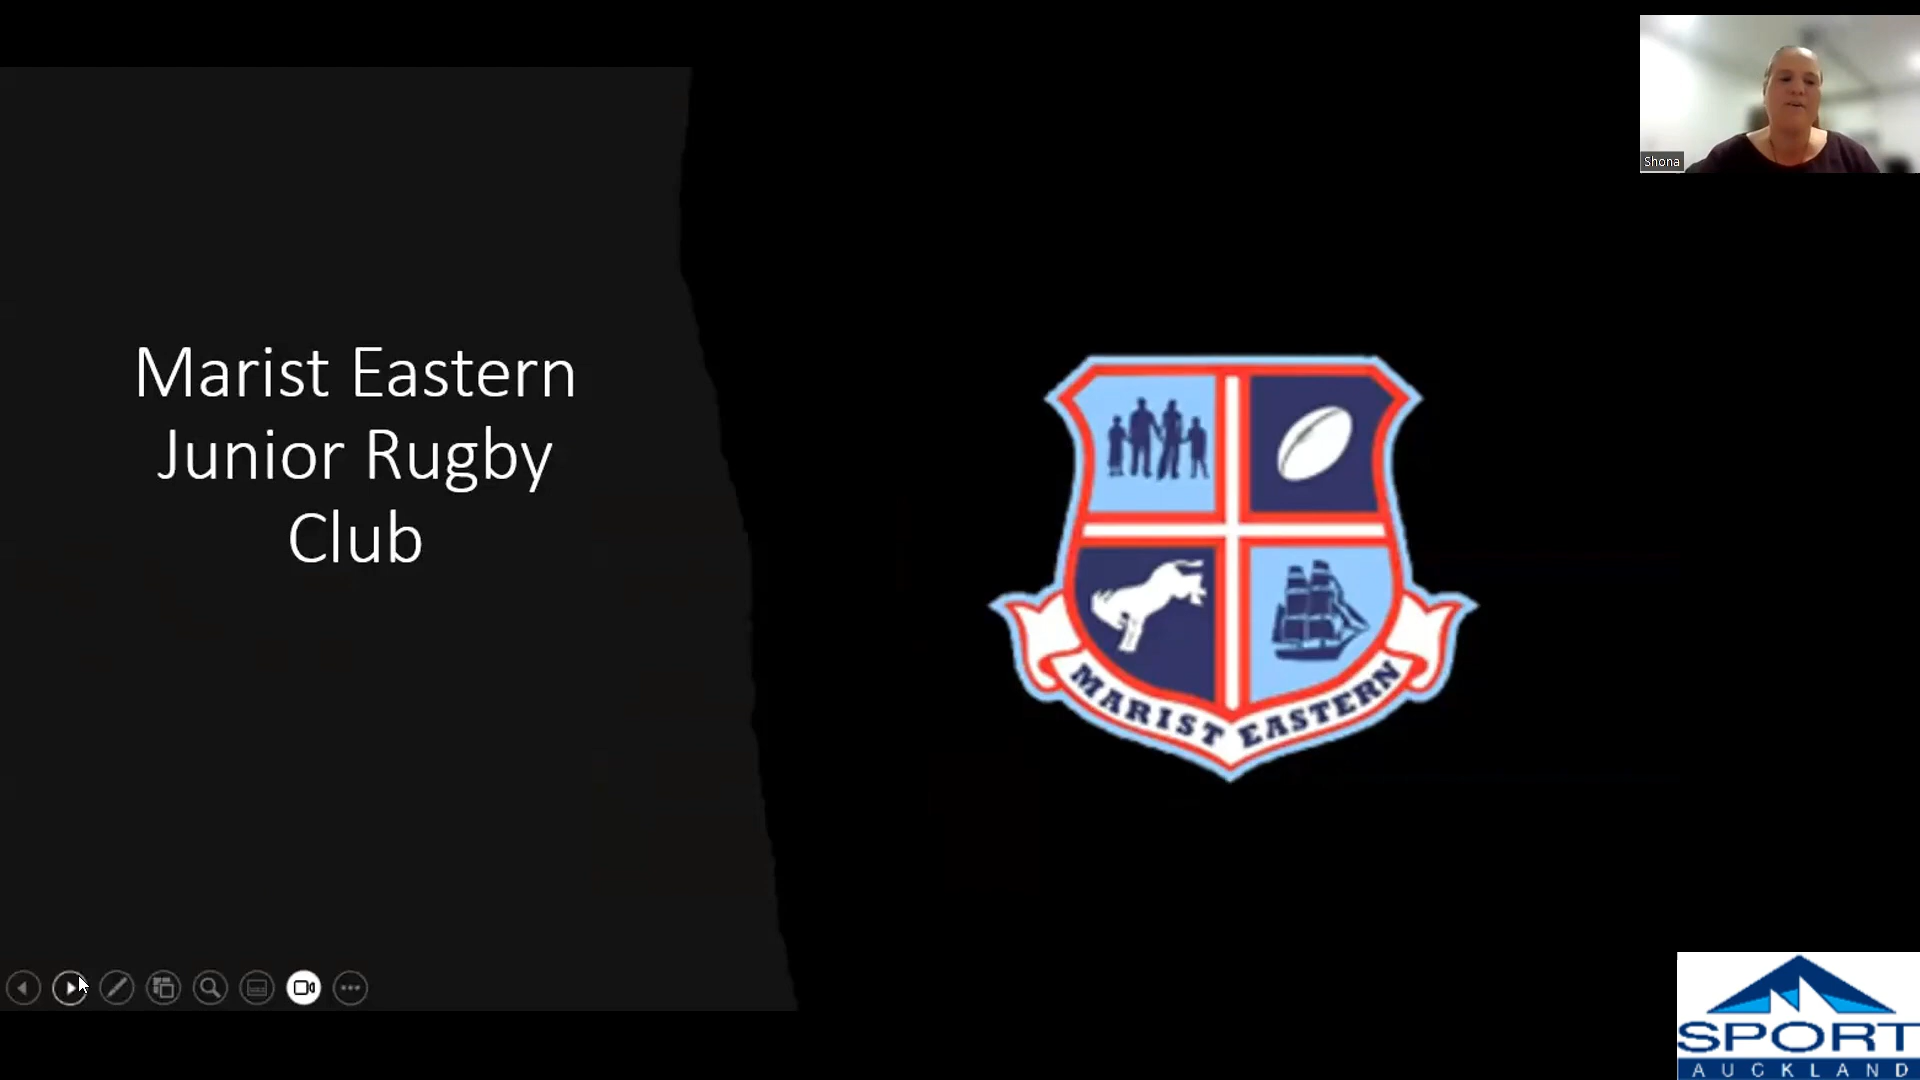 Marist Eastern
Junior Rugby
Club
MARIST EASTERN
Shona
SPORT
AUCKLAND